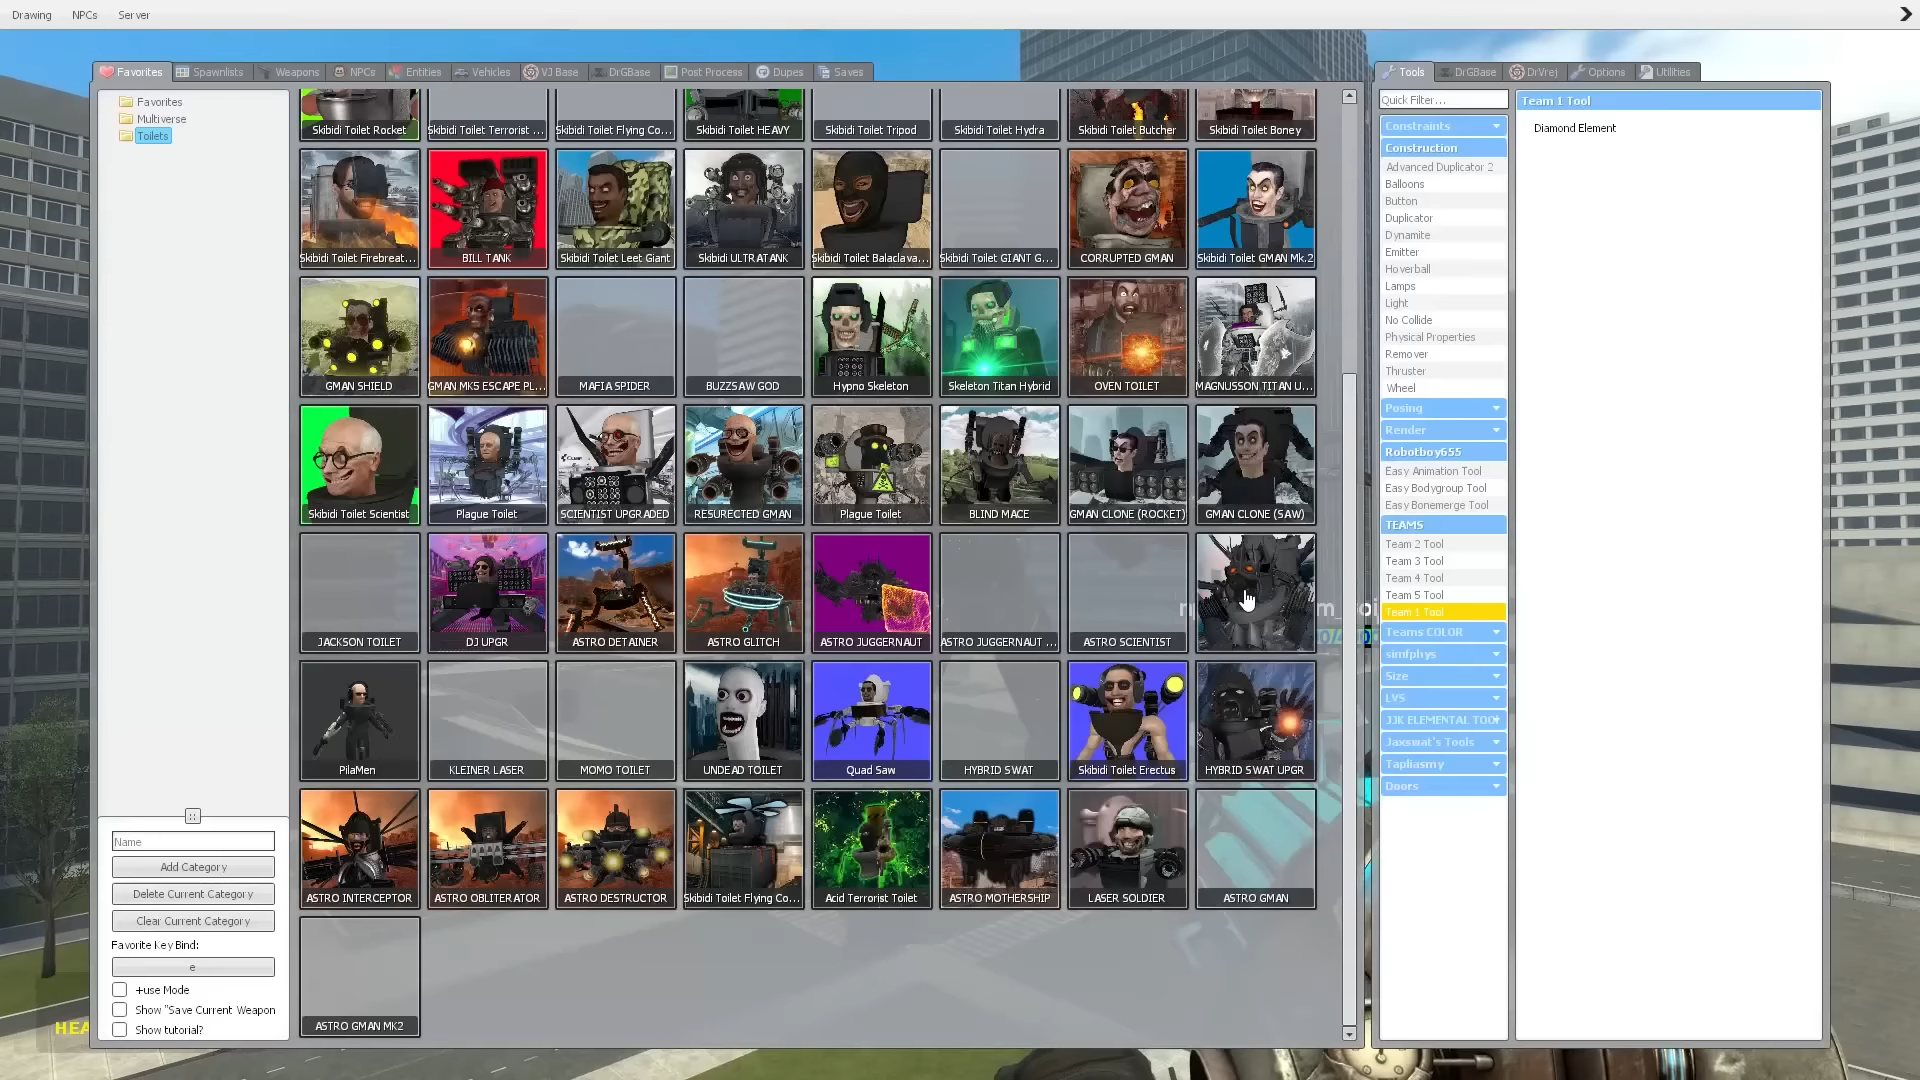 Drawing NPCs Server
Favorites Spawnlists Weapons NPCs Entities Vehicles VJ Base DrGBase Post Process Dupes Saves
Favorites
Multiverse
Toilets
Skibidi Toilet Rocket Skibidi Toilet Terrorist ... Skibidi Toilet Flying Co... Skibidi Toilet HEAVY Skibidi Toilet Tripod Skibidi Toilet Hydra Skibidi Toilet Butcher Skibidi Toilet Boney
Skibidi Toilet Firebreat... BILL TANK Skibidi Toilet Leet Giant Skibidi ULTRATANK Skibidi Toilet Balaclava... Skibidi Toilet GIANT G... CORRUPTED GMAN Skibidi Toilet GMAN Mk.2
GMAN SHIELD GMAN MK5 ESCAPE PL... MAFIA SPIDER BUZZSAW GOD Hypno Skeleton Skeleton Titan Hybrid OVEN TOILET MAGNUSSON TITAN U...
Skibidi Toilet Scientist Plague Toilet SCIENTIST UPGRADED RESURECTED GMAN Plague Toilet BLIND MACE GMAN CLONE (ROCKET) GMAN CLONE (SAW)
JACKSON TOILET DJ UPGR ASTRO DETAINER ASTRO GLITCH ASTRO JUGGERNAUT ASTRO JUGGERNAUT ... ASTRO SCIENTIST
PilaMen KLEINER LASER MOMO TOILET UNDEAD TOILET Quad Saw HYBRID SWAT Skibidi Toilet Erectus HYBRID SWAT UPGR
ASTRO INTERCEPTOR ASTRO OBLITERATOR ASTRO DESTRUCTOR Skibidi Toilet Flying Co... Acid Terrorist Toilet ASTRO MOTHERSHIP LASER SOLDIER ASTRO GMAN
ASTRO GMAN MK2
Name
Add Category
Delete Current Category
Clear Current Category
Favorite Key Bind:
e
+use Mode
Show "Save Current Weapon
Show tutorial?
HEA
Tools DrGBase DrVrej Options Utilities
Quick Filter...
Constraints
Construction
Advanced Duplicator 2
Balloons
Button
Duplicator
Dynamite
Emitter
Hoverball
Lamps
Light
No Collide
Physical Properties
Remover
Thruster
Wheel
Posing
Render
Robotboy655
Easy Animation Tool
Easy Bodygroup Tool
Easy Bonemerge Tool
TEAMS
Team 2 Tool
Team 3 Tool
Team 4 Tool
Team 5 Tool
Team 1 Tool
Teams COLOR
simfphys
Size
LVS
JJK ELEMENTAL TOO
Jaxswat's Tools
Tapliasmy
Doors
Team 1 Tool
Diamond Element